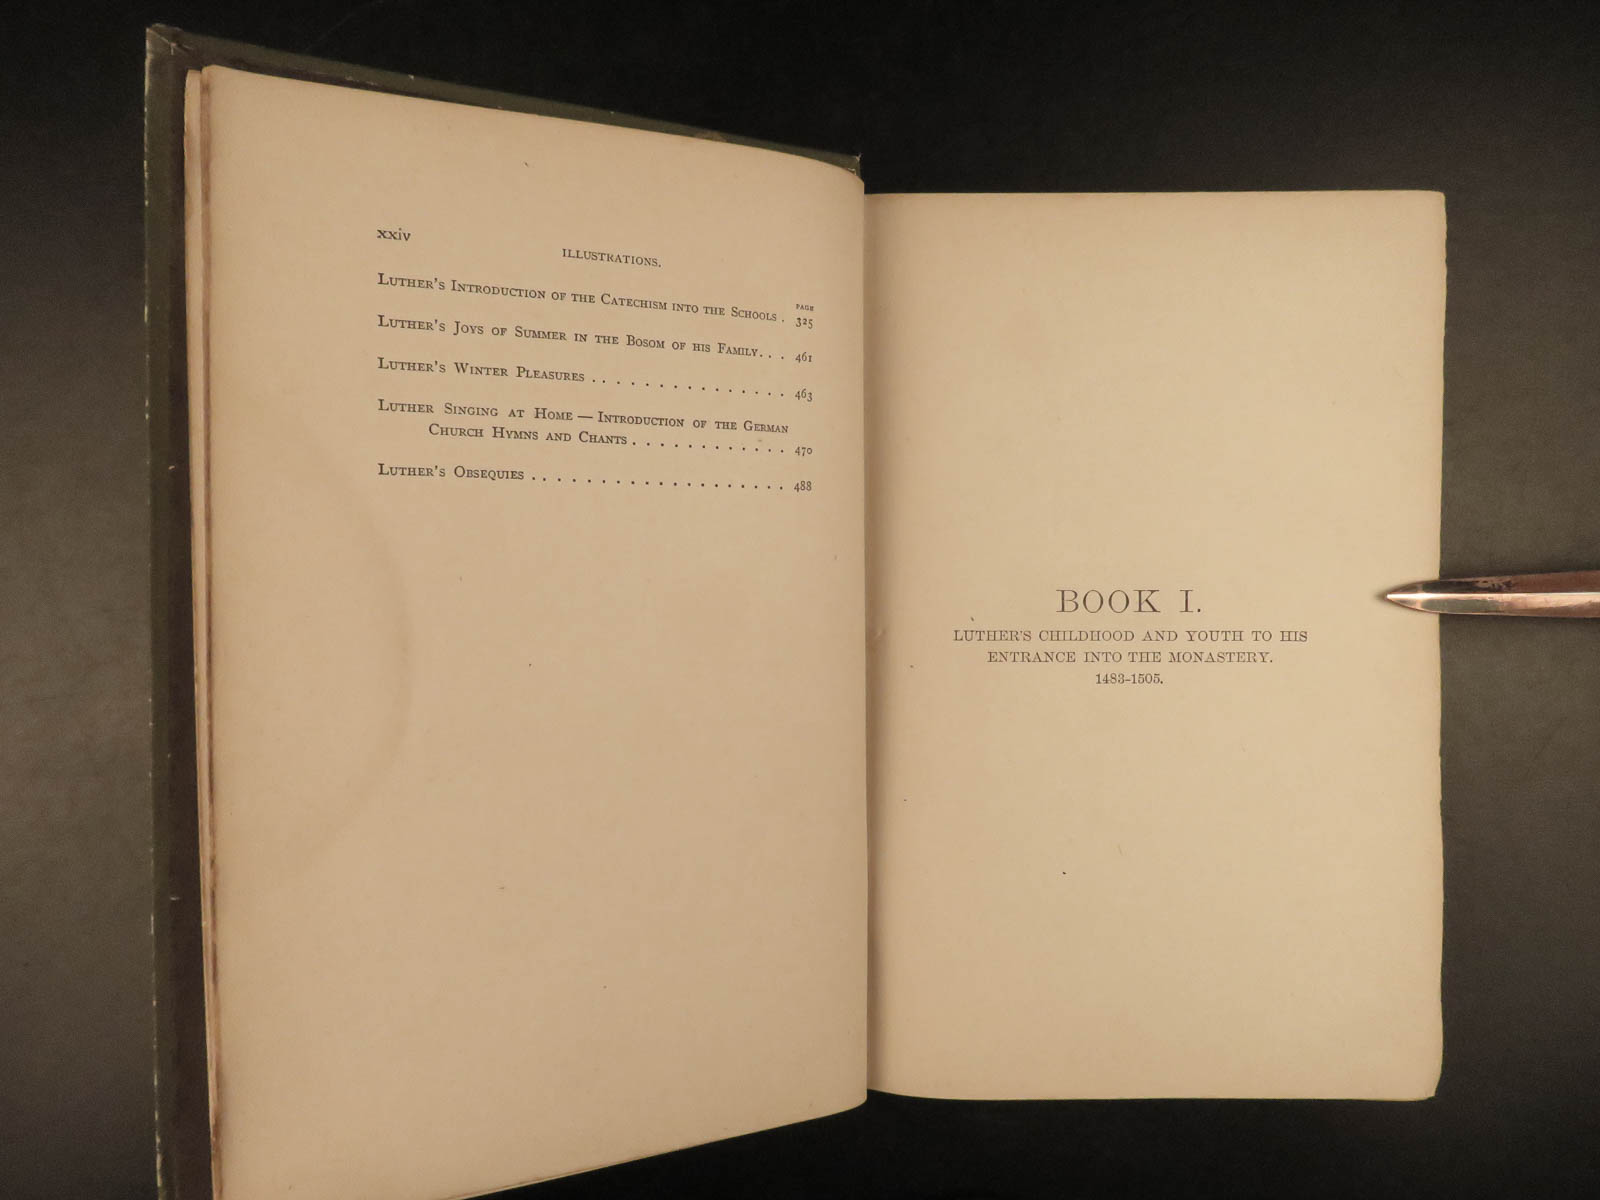 xxiv
ILLUSTRATIONS.
PAGE
LUTHER'S INTRODUCTION OF THE CATECHISM INTO THE SCHOOLS . 325
LUTHER'S JOYS OF SUMMER IN THE BOSOM OF HIS FAMILY. . . 461
LUTHER'S WINTER PLEASURES . . . . . . . . . . . . . . . 463
LUTHER SINGING AT HOME — INTRODUCTION OF THE GERMAN
CHURCH HYMNS AND CHANTS . . . . . . . . . . . . 470
LUTHER'S OBSEQUIES . . . . . . . . . . . . . . . . . . . 488
BOOK I.
LUTHER'S CHILDHOOD AND YOUTH TO HIS
ENTRANCE INTO THE MONASTERY.
1483-1505.